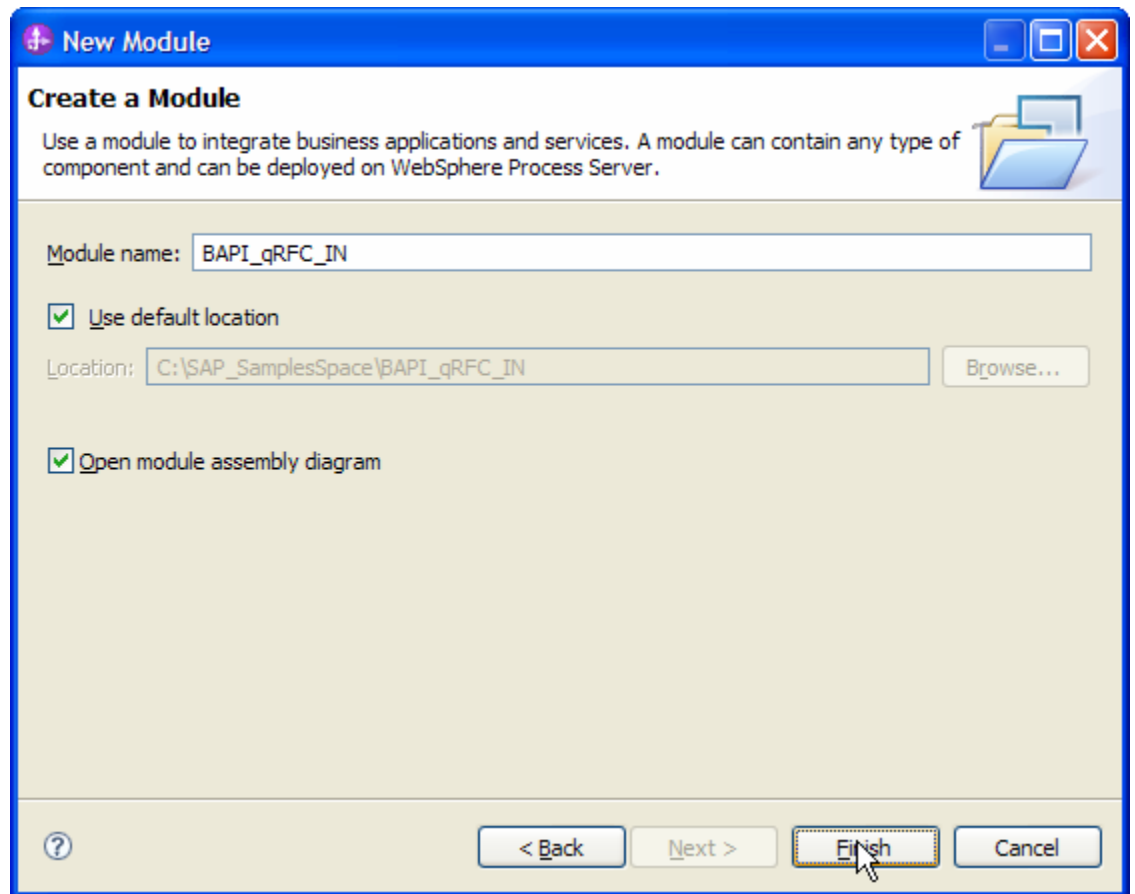 New Module
Create a Module
Use a module to integrate business applications and services. A module can contain any type of
component and can be deployed on WebSphere Process Server.
Module name: BAPI_qRFC_IN
Use default location
Location: C:\SAP_SamplesSpace\BAPI_qRFC_IN Browse...
Open module assembly diagram
? < Back Next > Finish Cancel